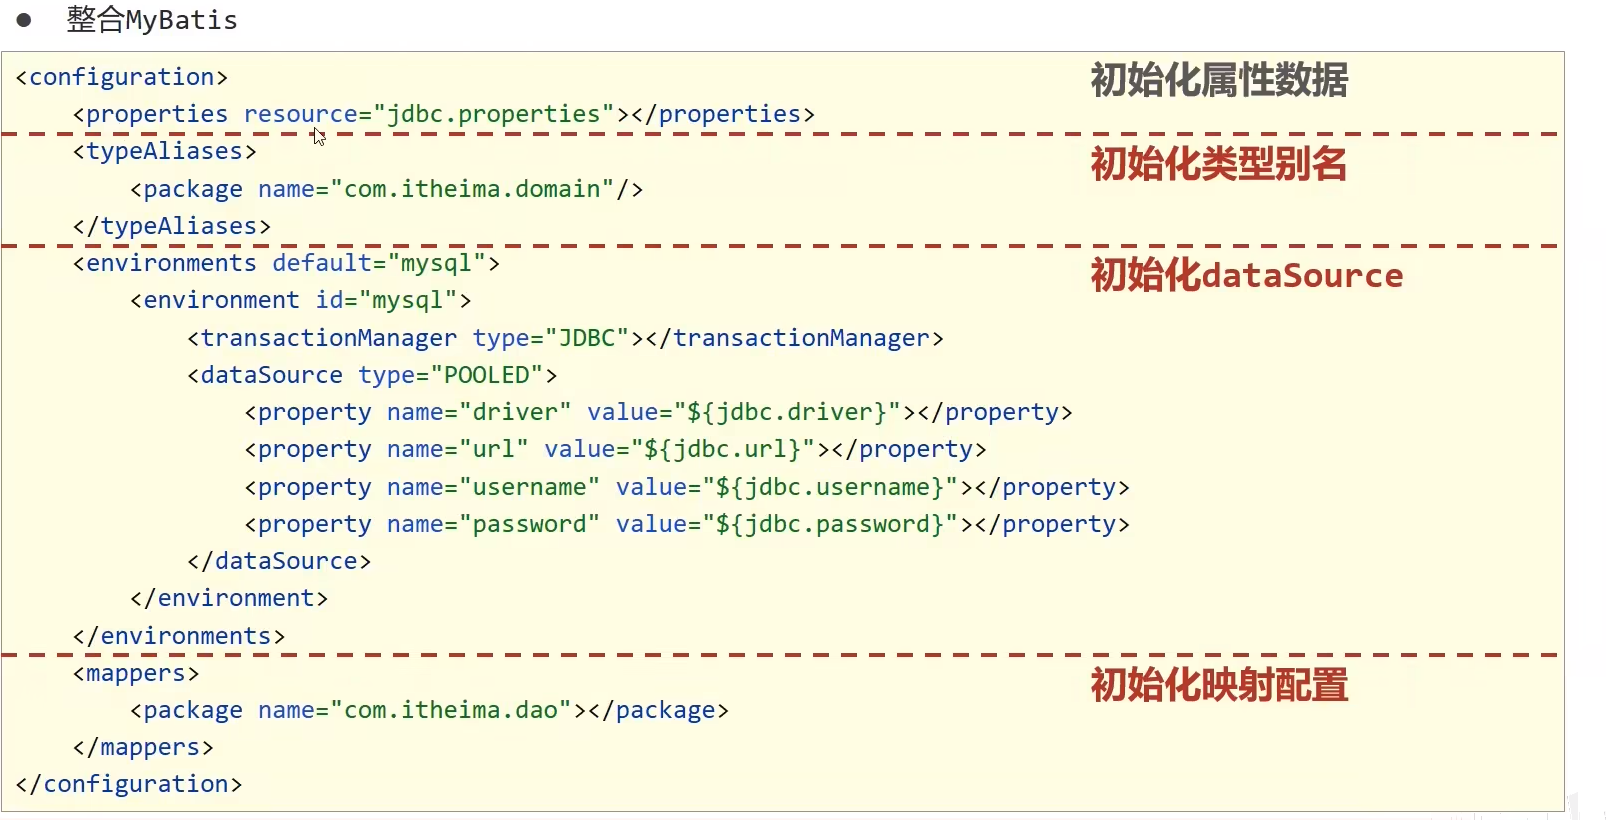 ● 整合MyBatis
<configuration>
初始化属性数据
<properties resource="jdbc.properties"></properties>
<typeAliases>
初始化类型别名
<package name="com.itheima.domain"/>
</typeAliases>
<environments default="mysql">
初始化dataSource
<environment id="mysql">
<transactionManager type="JDBC"></transactionManager>
<dataSource type="POOLED">
<property name="driver" value="${jdbc.driver}"></property>
<property name="url" value="${jdbc.url}"></property>
<property name="username" value="${jdbc.username}"></property>
<property name="password" value="${jdbc.password}"></property>
</dataSource>
</environment>
</environments>
<mappers>
初始化映射配置
<package name="com.itheima.dao"></package>
</mappers>
</configuration>